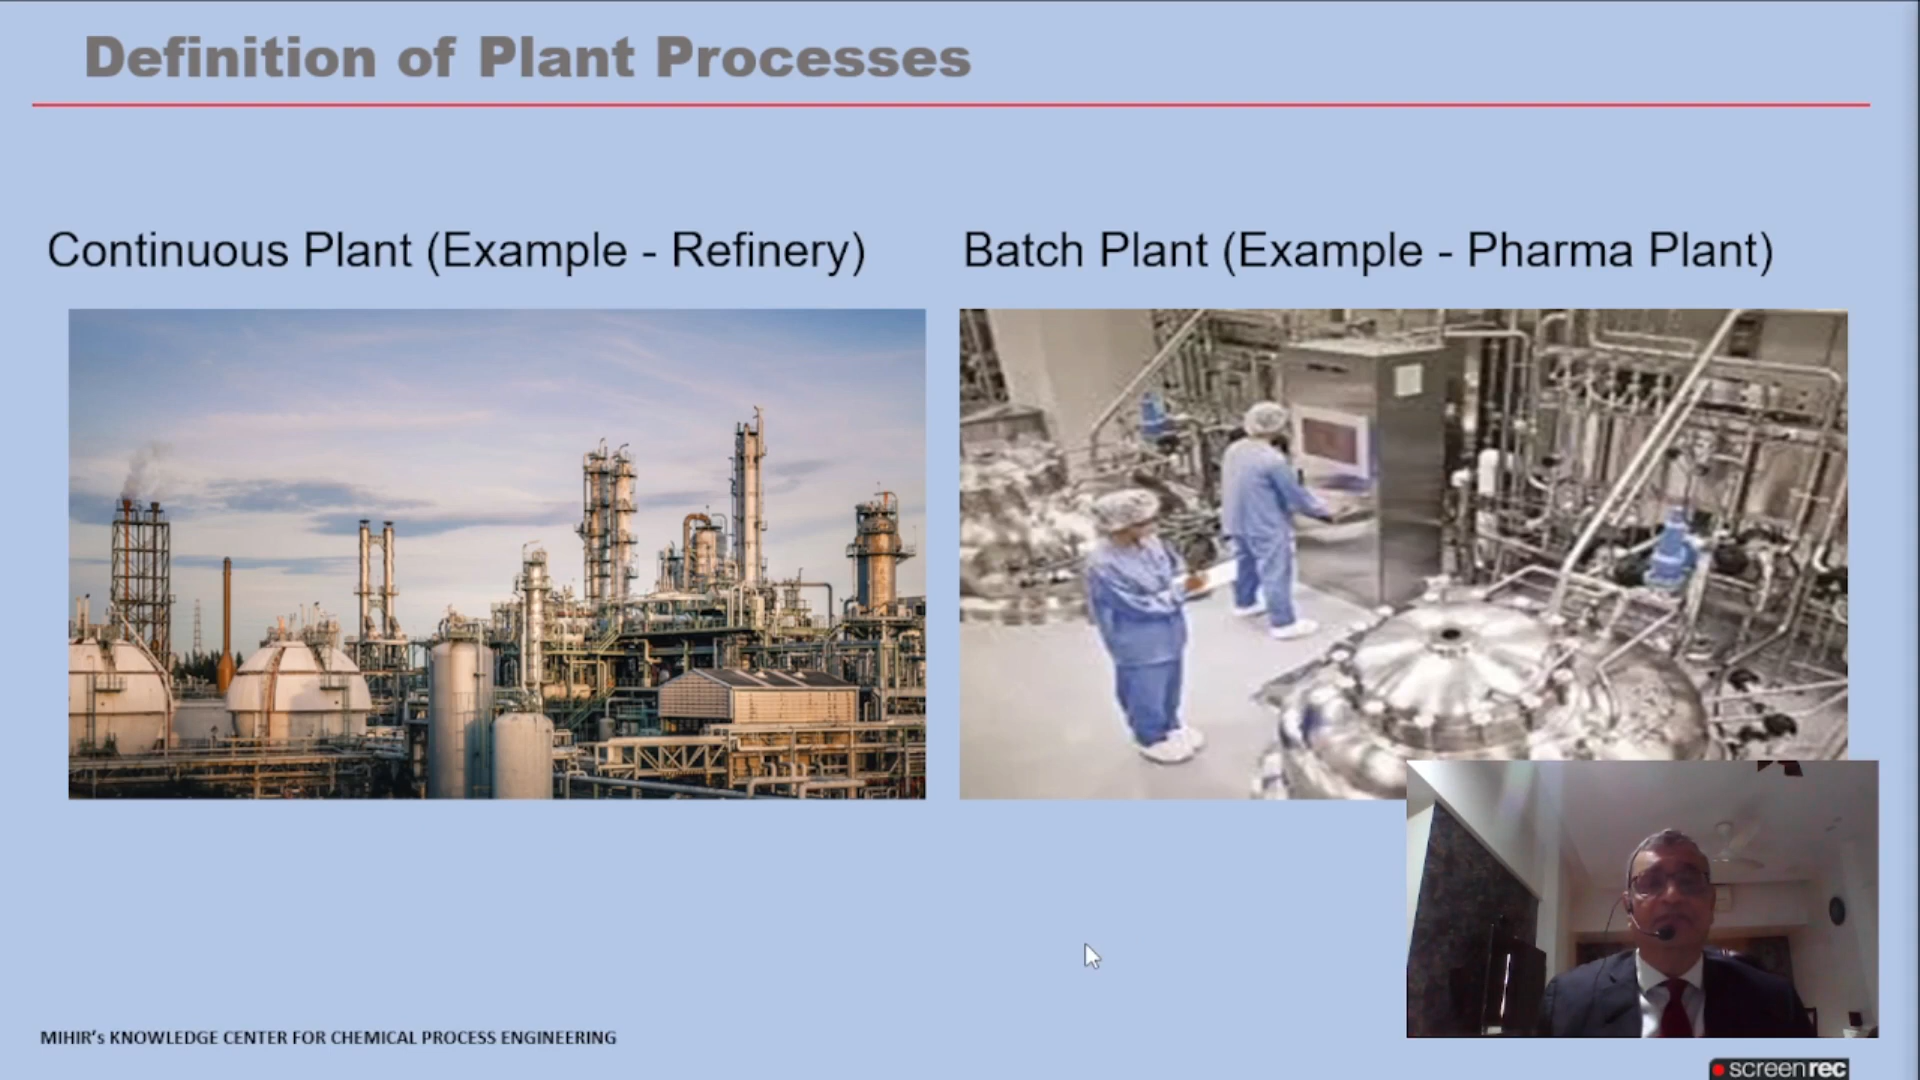 Definition of Plant Processes
Continuous Plant (Example - Refinery)
Batch Plant (Example - Pharma Plant)
MIHIR's KNOWLEDGE CENTER FOR CHEMICAL PROCESS ENGINEERING
screenrec